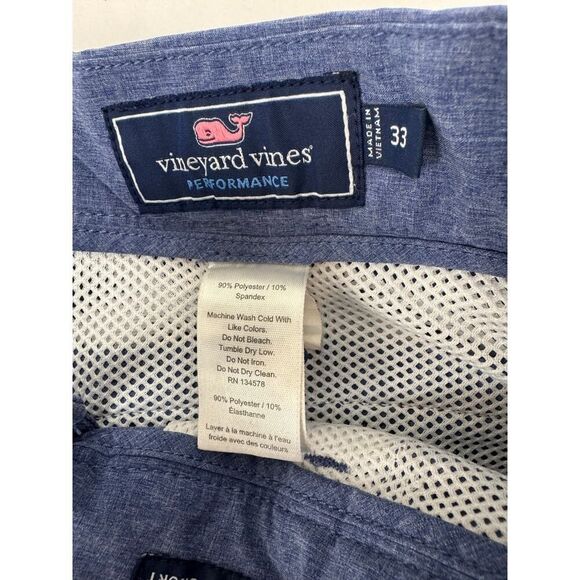 vineyard vines®
PERFORMANCE
MADE IN
VIETNAM
33
90% Polyester / 10%
Spandex
Machine Wash Cold With
Like Colors.
Do Not Bleach.
Tumble Dry Low.
Do Not Iron.
Do Not Dry Clean.
RN 134578
90% Polyester / 10%
Élasthanne
Laver à la machine à l'eau
froide avec des couleurs